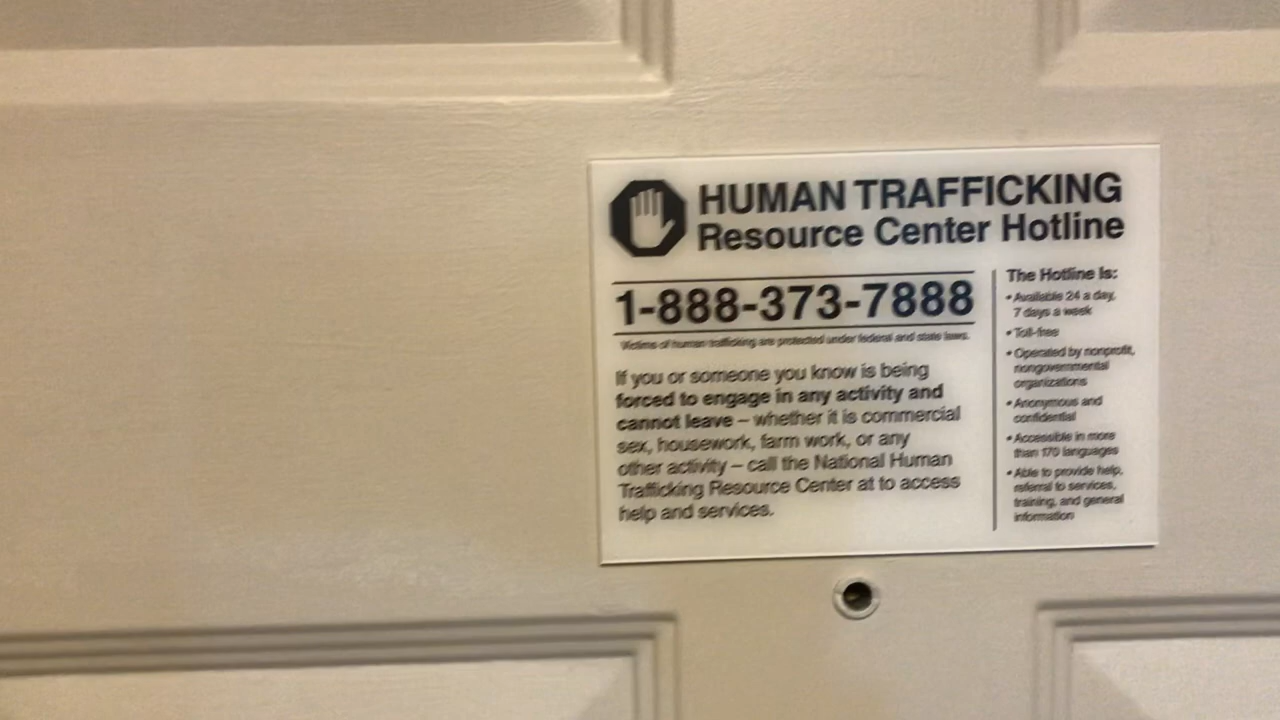 HUMAN TRAFFICKING
Resource Center Hotline
1-888-373-7888
Victims of human trafficking are protected under federal and state laws.
If you or someone you know is being
forced to engage in any activity and
cannot leave – whether it is commercial
sex, housework, farm work, or any
other activity – call the National Human
Trafficking Resource Center at to access
help and services.
The Hotline Is:
• Available 24 a day,
7 days a week
• Toll-free
• Operated by nonprofit,
nongovernmental
organizations
• Anonymous and
confidential
• Accessible in more
than 170 languages
• Able to provide help,
referral to services,
training, and general
information